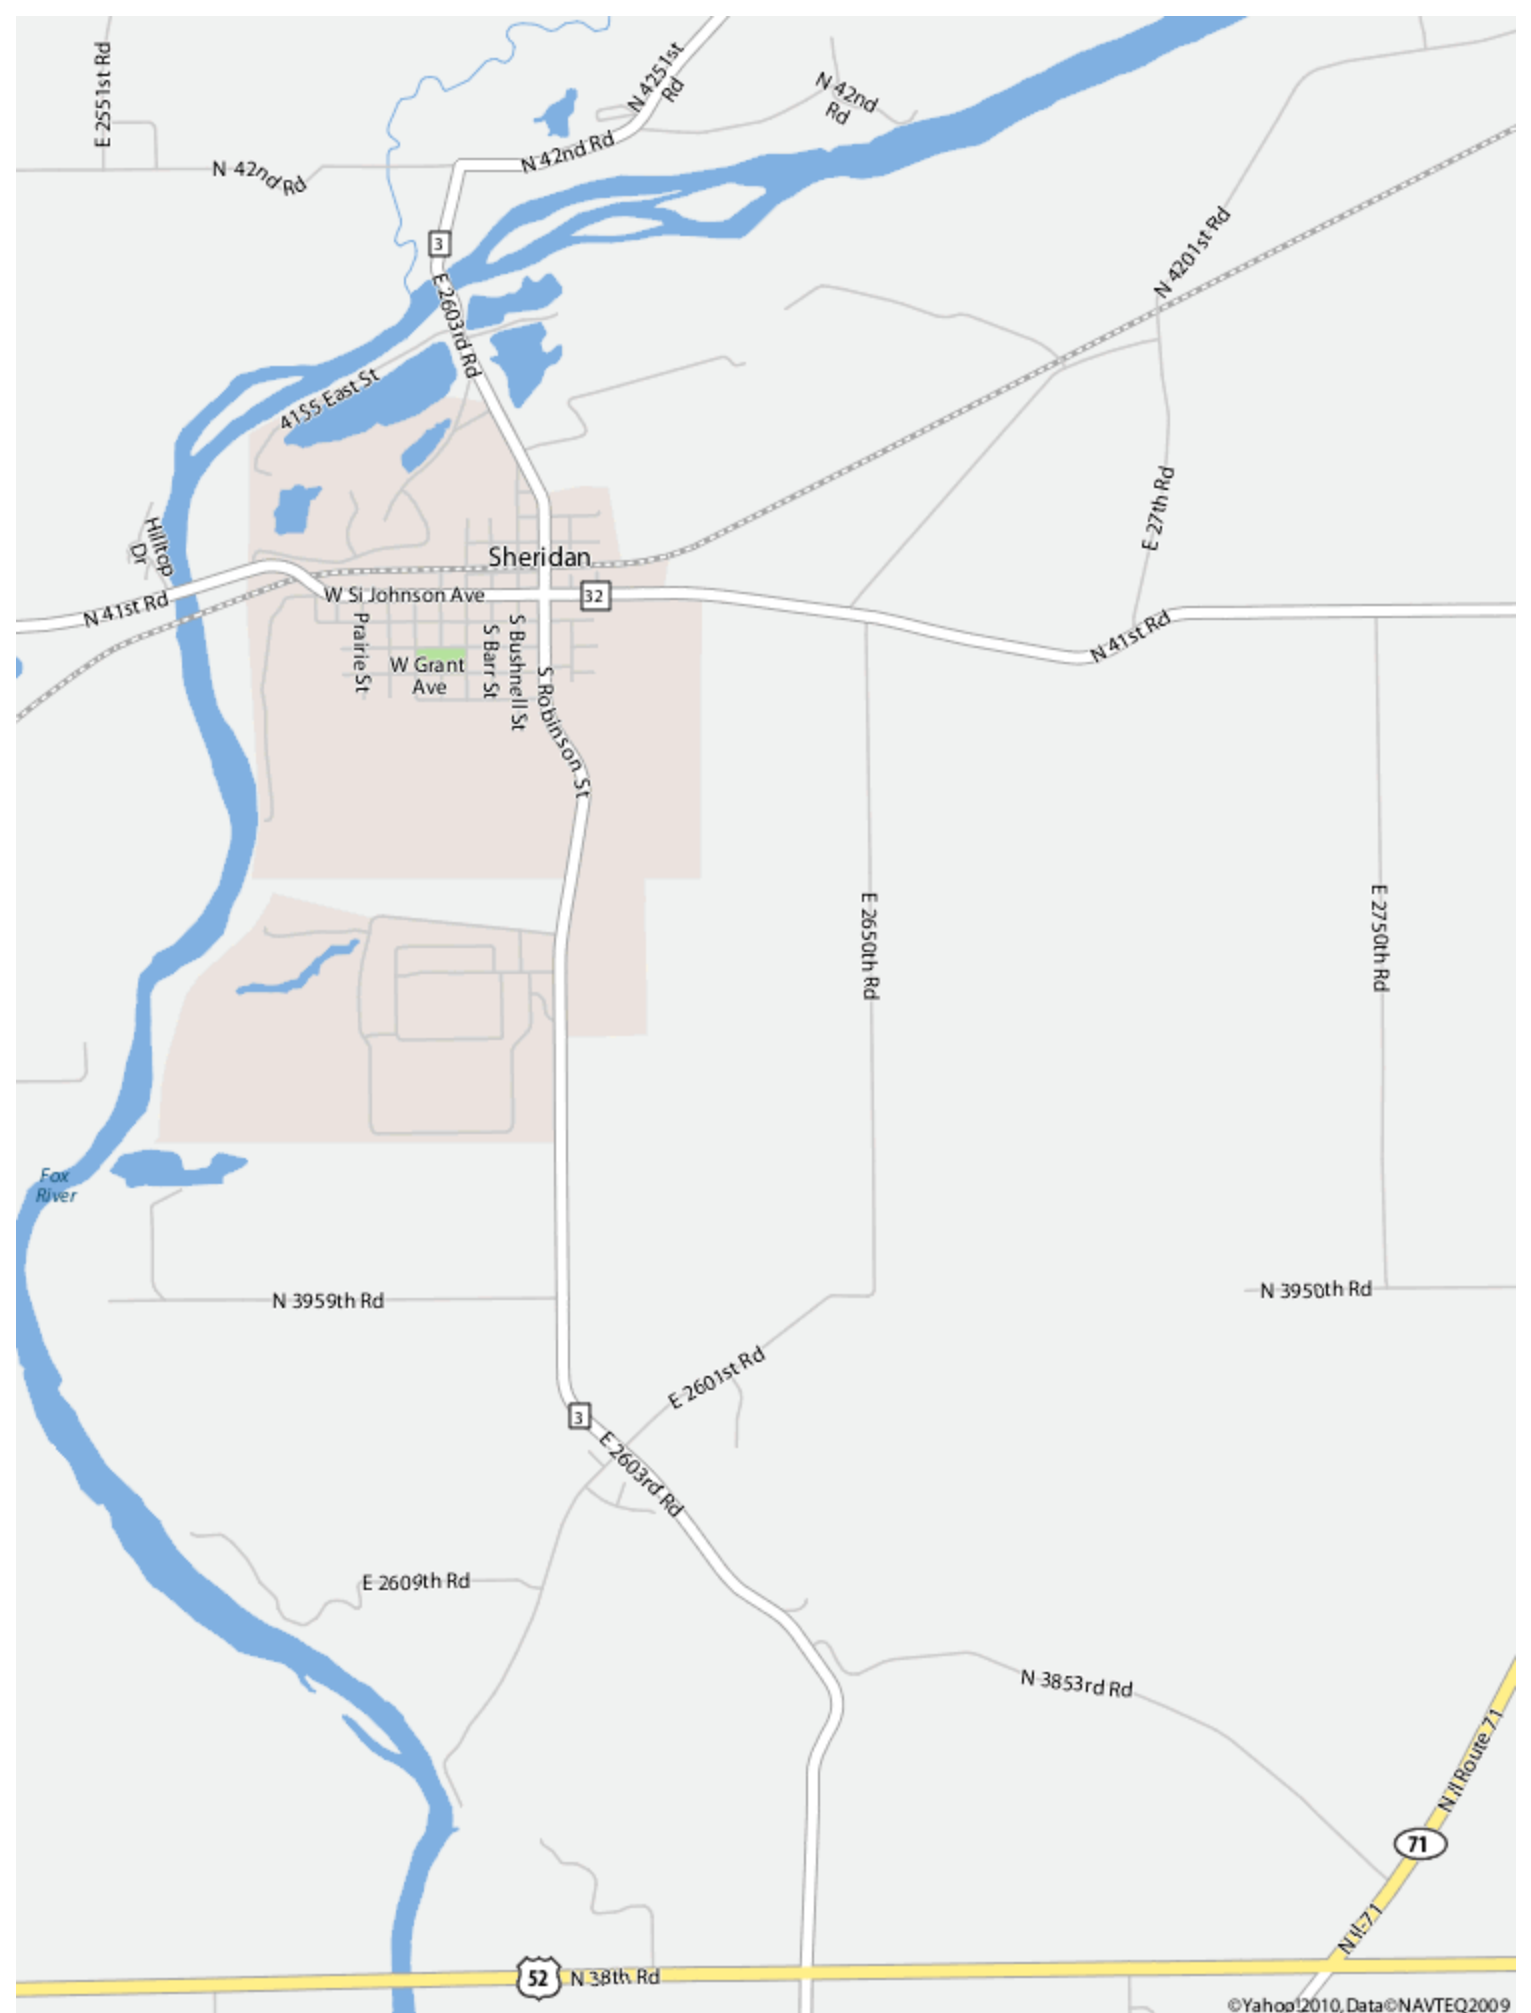 E 2551st Rd
N 4251st
Rd
N 42nd
Rd
N 42nd Rd
N 42nd Rd
3
N 4201st Rd
E 2603rd Rd
4155 East St
E 27th Rd
Hilltop
Dr
Sheridan
N 41st Rd
W Si Johnson Ave
32
N 41st Rd
Prairie St
W Grant
Ave
S Barr St
S Bushnell St
S Robinson St
E 2650th Rd
E 2750th Rd
Fox
River
N 3959th Rd
N 3950th Rd
E 2601st Rd
3
E 2603rd Rd
E 2609th Rd
N 3853rd Rd
N Il Route 71
71
N Il-71
52
N 38th Rd
©Yahoo!2010, Data©NAVTEQ2009